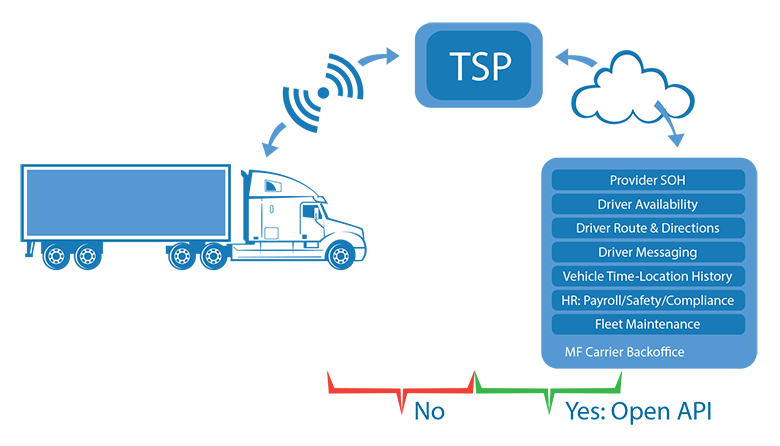 TSP
Provider SOH
Driver Availability
Driver Route & Directions
Driver Messaging
Vehicle Time-Location History
HR: Payroll/Safety/Compliance
Fleet Maintenance
MF Carrier Backoffice
No
Yes: Open API